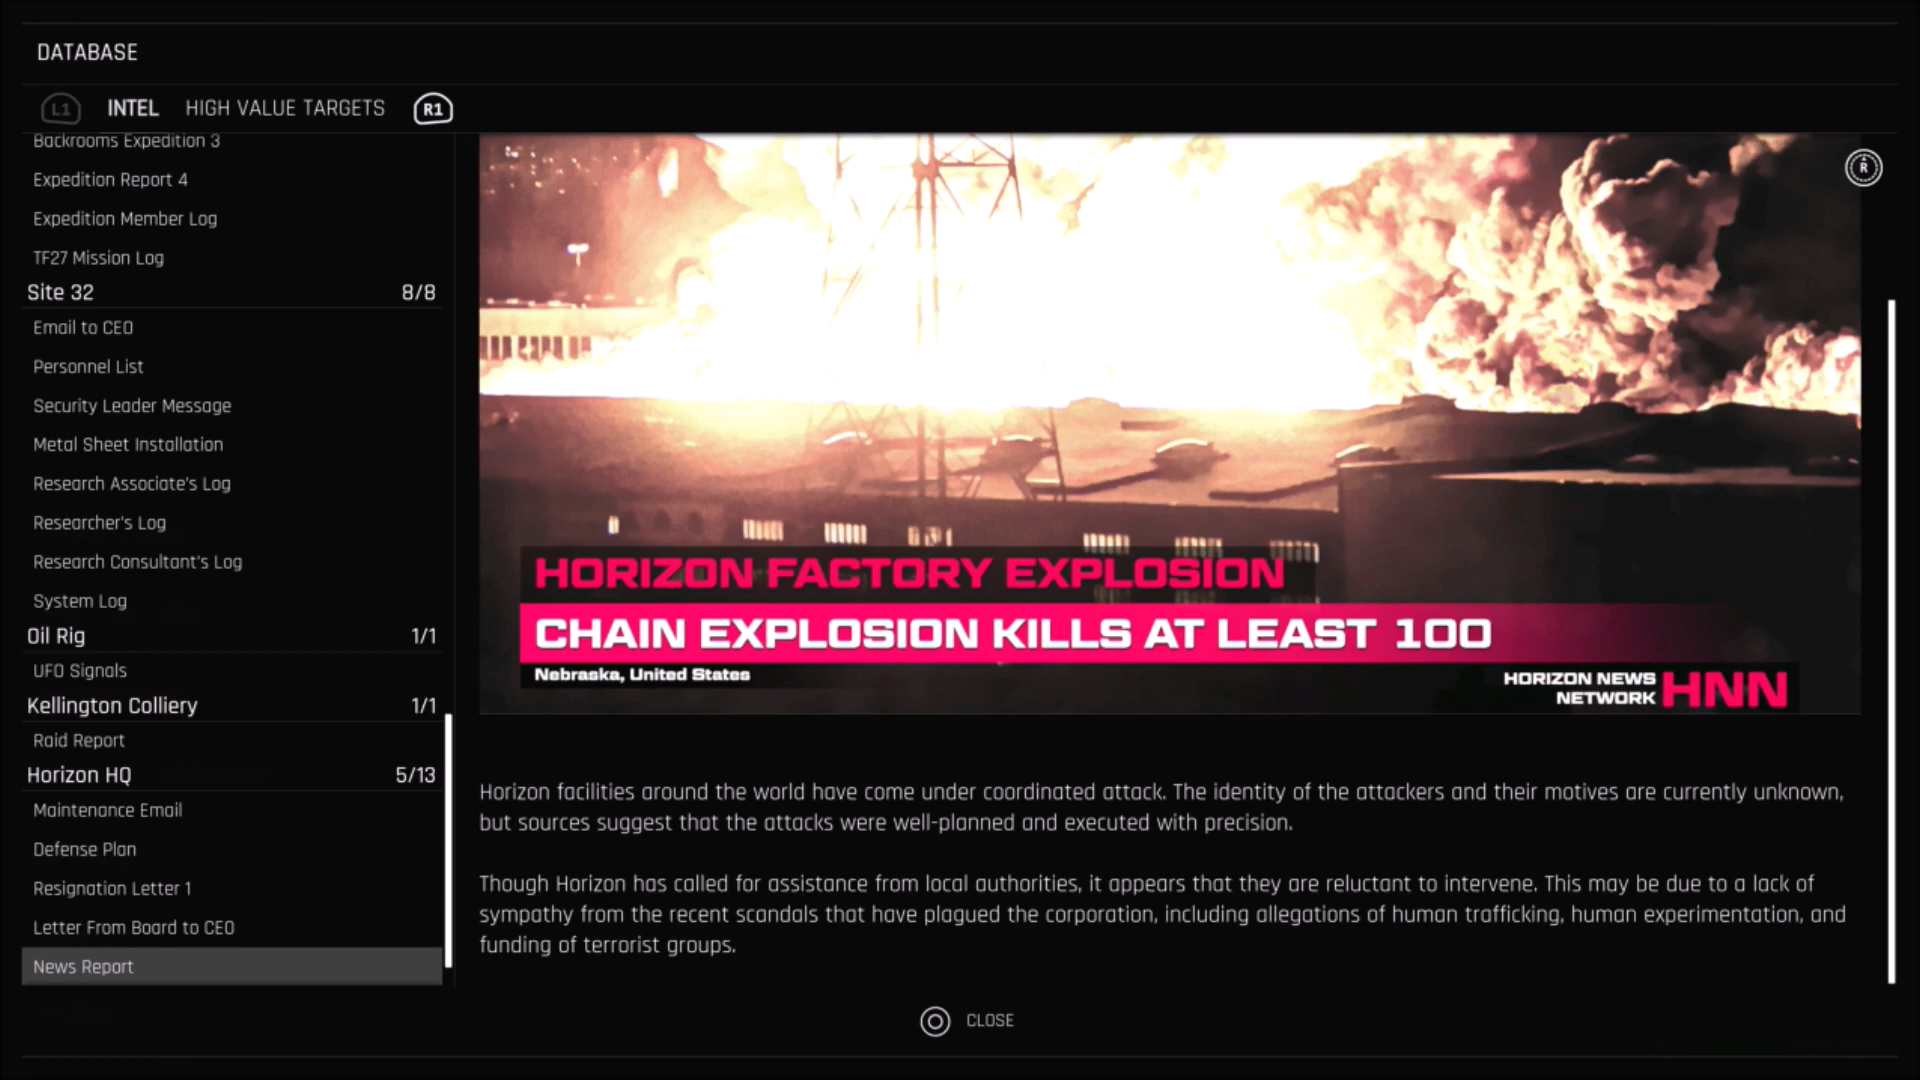 DATABASE
L1 INTEL HIGH VALUE TARGETS R1
Backrooms Expedition 3
Expedition Report 4
Expedition Member Log
TF27 Mission Log
Site 32 8/8
Email to CEO
Personnel List
Security Leader Message
Metal Sheet Installation
Research Associate's Log
Researcher's Log
Research Consultant's Log
System Log
Oil Rig 1/1
UFO Signals
Kellington Colliery 1/1
Raid Report
Horizon HQ 5/13
Maintenance Email
Defense Plan
Resignation Letter 1
Letter From Board to CEO
News Report
R
HORIZON FACTORY EXPLOSION
CHAIN EXPLOSION KILLS AT LEAST 100
Nebraska, United States
HORIZON NEWS
NETWORK HNN
Horizon facilities around the world have come under coordinated attack. The identity of the attackers and their motives are currently unknown,
but sources suggest that the attacks were well-planned and executed with precision.
Though Horizon has called for assistance from local authorities, it appears that they are reluctant to intervene. This may be due to a lack of
sympathy from the recent scandals that have plagued the corporation, including allegations of human trafficking, human experimentation, and
funding of terrorist groups.
CLOSE